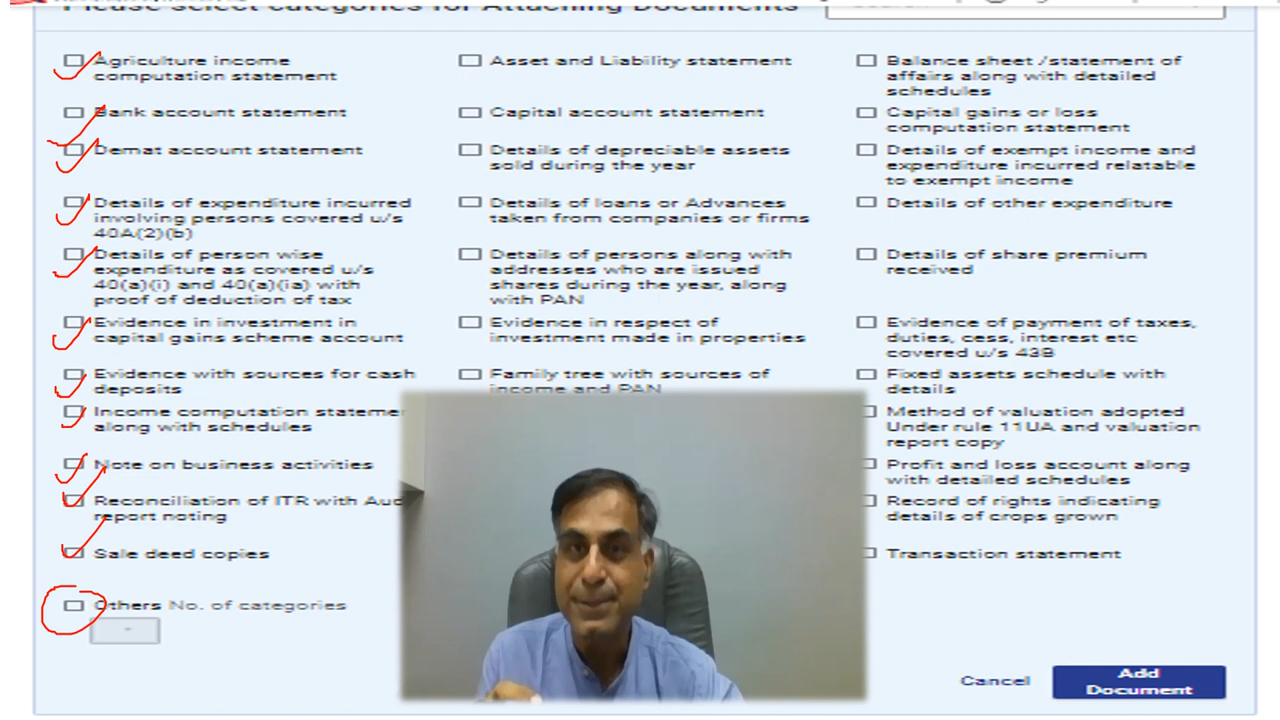 Please select categories for Attaching Documents
Agriculture income
computation statement
Asset and Liability statement
Balance sheet /statement of
affairs along with detailed
schedules
Bank account statement
Capital account statement
Capital gains or loss
computation statement
Demat account statement
Details of depreciable assets
sold during the year
Details of exempt income and
expenditure incurred relatable
to exempt income
Details of expenditure incurred
involving persons covered u/s
40A(2)(b)
Details of loans or Advances
taken from companies or firms
Details of other expenditure
Details of person wise
expenditure as covered u/s
40(a)(i) and 40(a)(ia) with
proof of deduction of tax
Details of persons along with
addresses who are issued
shares during the year, along
with PAN
Details of share premium
received
Evidence in investment in
capital gains scheme account
Evidence in respect of
investment made in properties
Evidence of payment of taxes,
duties, cess, interest etc
covered u/s 43B
Evidence with sources for cash
deposits
Family tree with sources of
income and PAN
Fixed assets schedule with
details
Income computation stateme
along with schedules
Method of valuation adopted
Under rule 11UA and valuation
report copy
Note on business activities
Profit and loss account along
with detailed schedules
Reconciliation of ITR with Aud
report noting
Record of rights indicating
details of crops grown
Sale deed copies
Transaction statement
Others No. of categories
Cancel
Add
Document